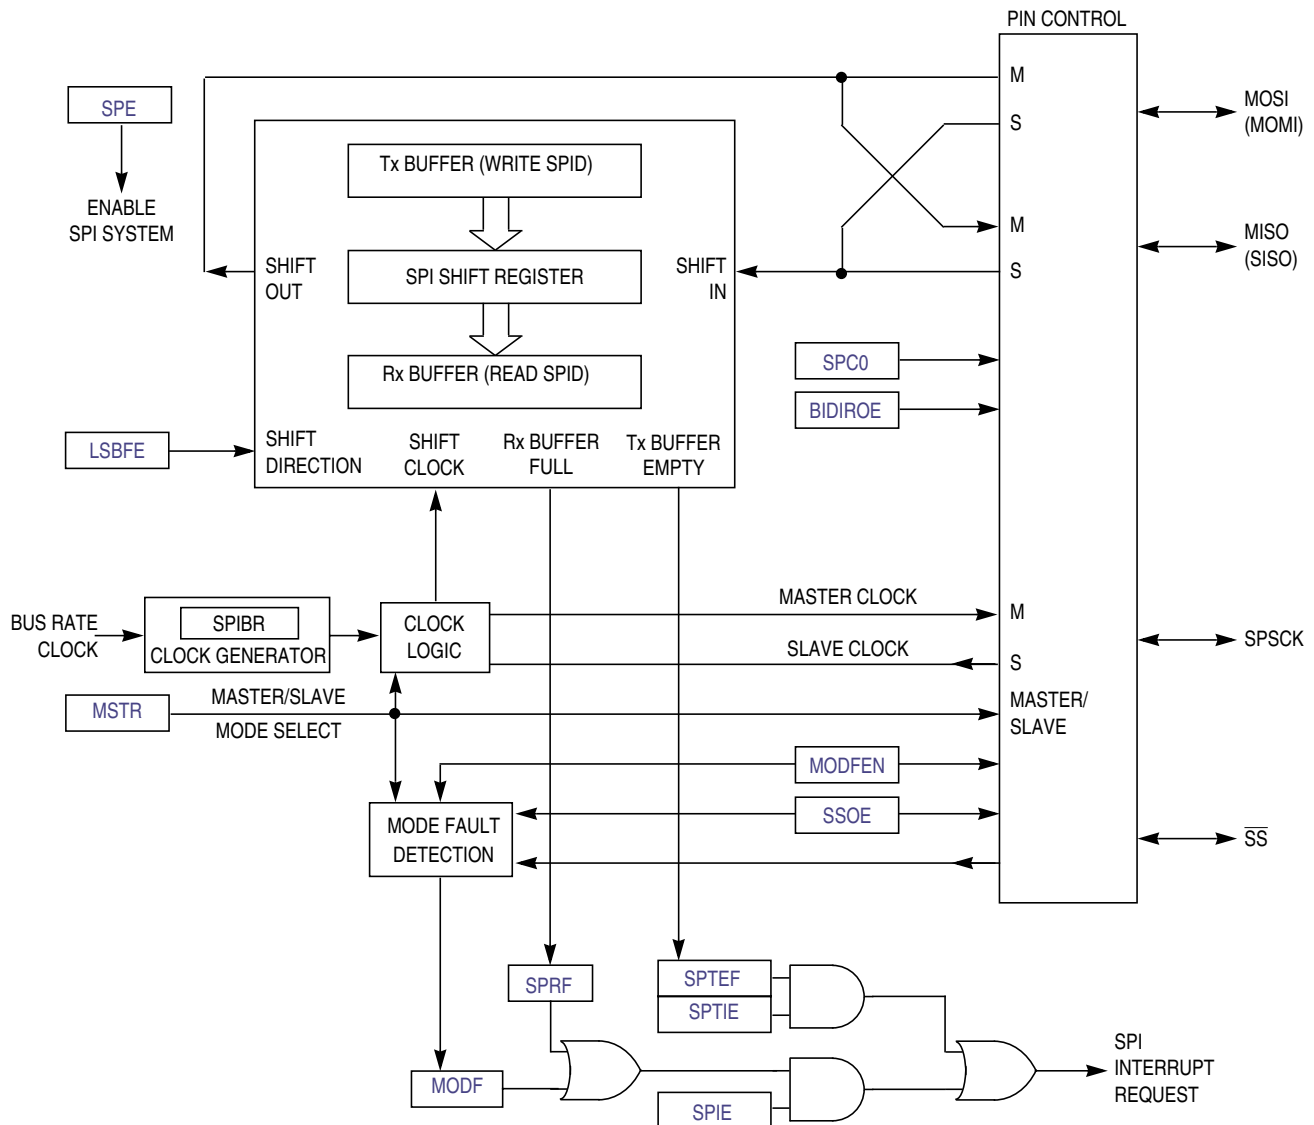 PIN CONTROL
M
SPE
MOSI
(MOMI)
S
Tx BUFFER (WRITE SPID)
ENABLE
SPI SYSTEM
M
MISO
(SISO)
SHIFT
OUT
SPI SHIFT REGISTER
SHIFT
IN
S
SPC0
Rx BUFFER (READ SPID)
BIDIROE
LSBFE
SHIFT
DIRECTION
SHIFT
CLOCK
Rx BUFFER
FULL
Tx BUFFER
EMPTY
MASTER CLOCK
M
BUS RATE
CLOCK
SPIBR
CLOCK GENERATOR
CLOCK
LOGIC
SLAVE CLOCK
S
SPSCK
MSTR
MASTER/SLAVE
MODE SELECT
MASTER/
SLAVE
MODFEN
SSOE
MODE FAULT
DETECTION
SS
SPRF
SPTEF
SPTIE
SPI
INTERRUPT
REQUEST
MODF
SPIE